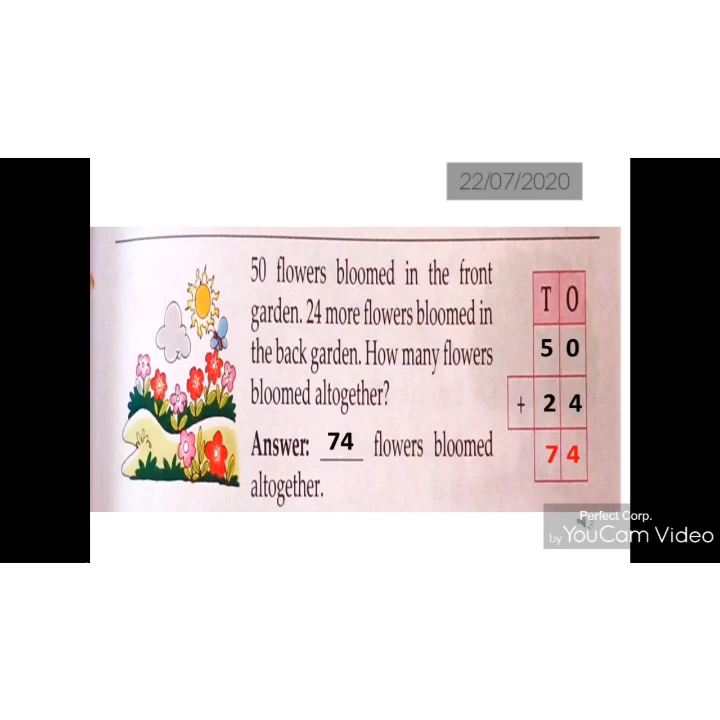 22/07/2020
50 flowers bloomed in the front
garden. 24 more flowers bloomed in
the back garden. How many flowers
bloomed altogether?
Answer: 74 flowers bloomed
altogether.
T O
5 0
+ 2 4
7 4
Perfect Corp.
by YouCam Video